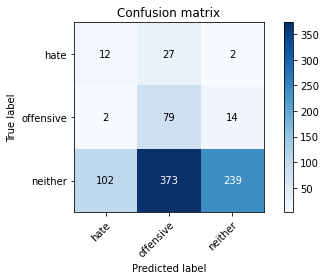 Confusion matrix
True label
hate
offensive
neither
12 27 2
2 79 14
102 373 239
hate
offensive
neither
Predicted label
350
300
250
200
150
100
50